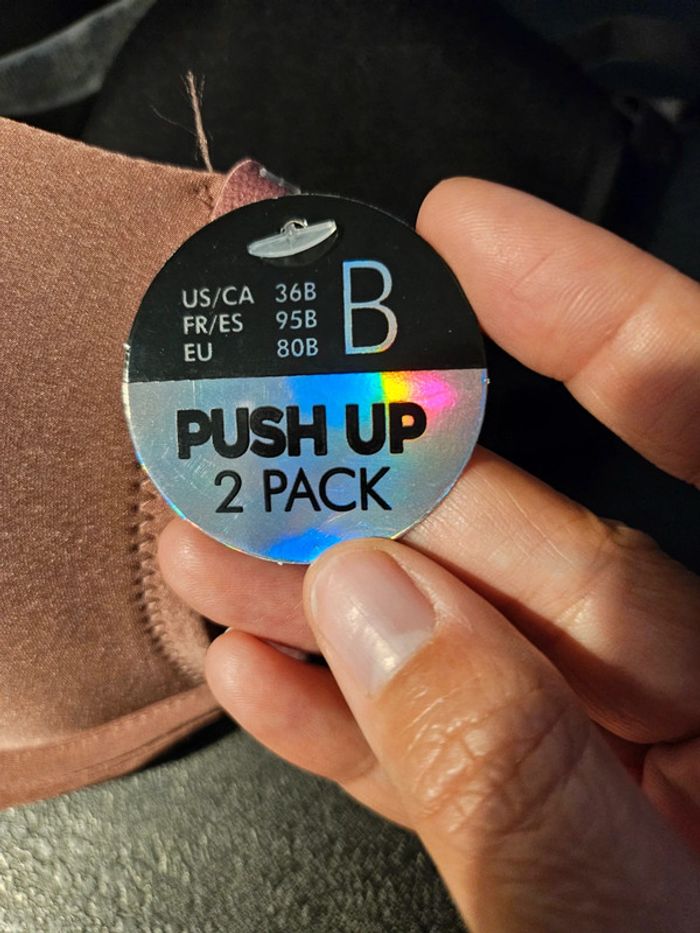 US/CA 36B
FR/ES 95B
EU 80B
B
PUSH UP
2 PACK